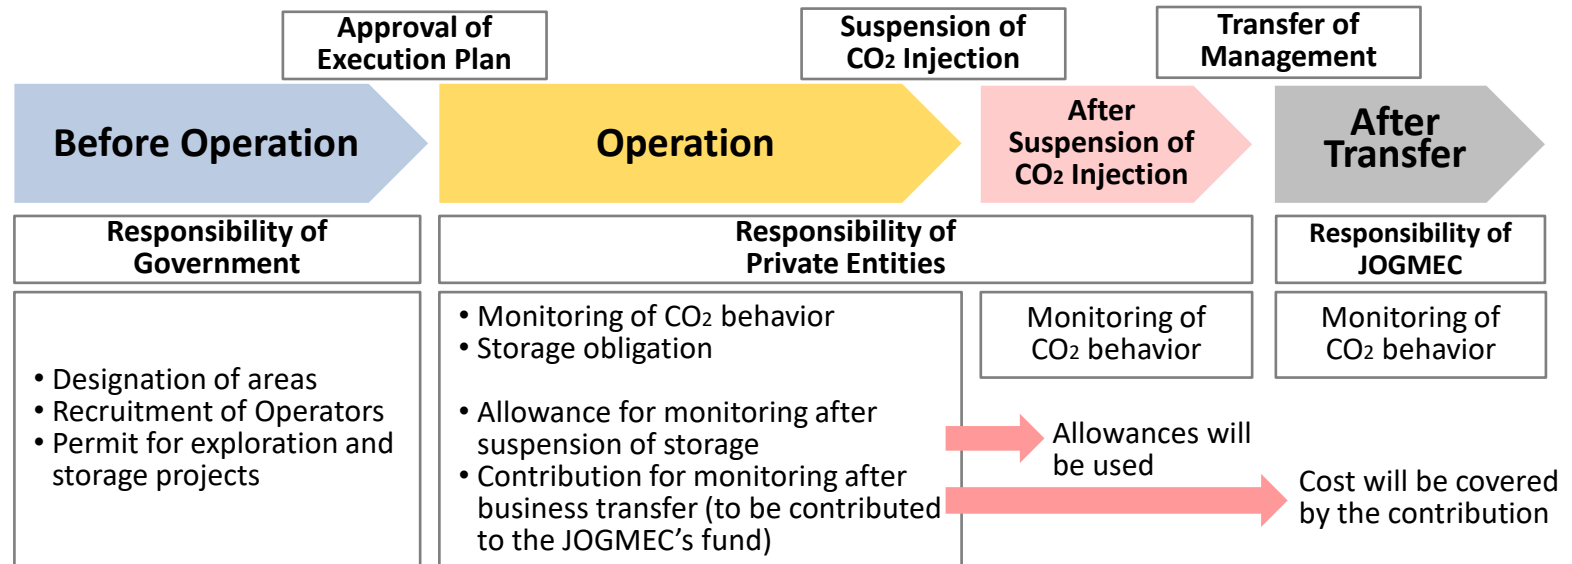 Approval of
Execution Plan
Suspension of
CO2 Injection
Transfer of
Management
Before Operation
Operation
After
Suspension of
CO2 Injection
After
Transfer
Responsibility of
Government
Responsibility of
Private Entities
Responsibility of
JOGMEC
• Designation of areas
• Recruitment of Operators
• Permit for exploration and
storage projects
• Monitoring of CO2 behavior
• Storage obligation
• Allowance for monitoring after
suspension of storage
• Contribution for monitoring after
business transfer (to be contributed
to the JOGMEC's fund)
Monitoring of
CO2 behavior
Allowances will
be used
Monitoring of
CO2 behavior
Cost will be covered
by the contribution